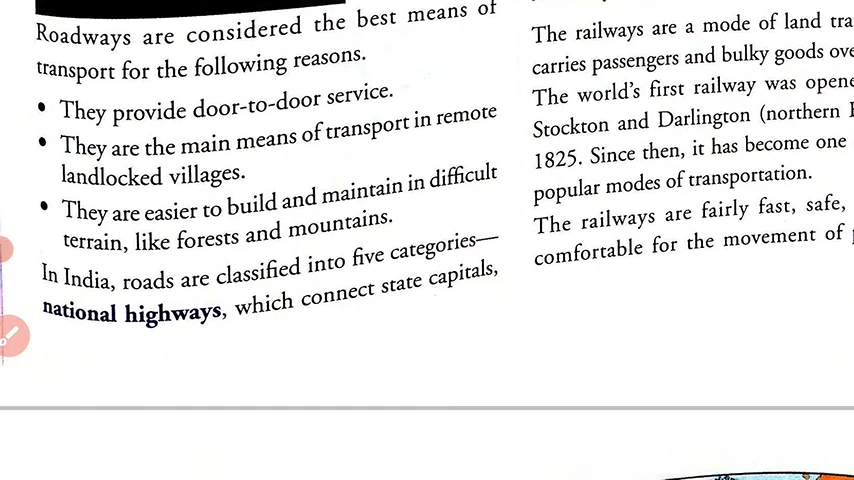 Roadways are considered the best means of
transport for the following reasons.
• They provide door-to-door service.
• They are the main means of transport in remote
landlocked villages.
• They are easier to build and maintain in difficult
terrain, like forests and mountains.
In India, roads are classified into five categories—
national highways, which connect state capitals,
The railways are a mode of land
carries passengers and bulky goods
The world's first railway was
Stockton and Darlington (northern
1825. Since then, it has become one
popular modes of transportation.
The railways are fairly fast, safe,
comfortable for the movement of